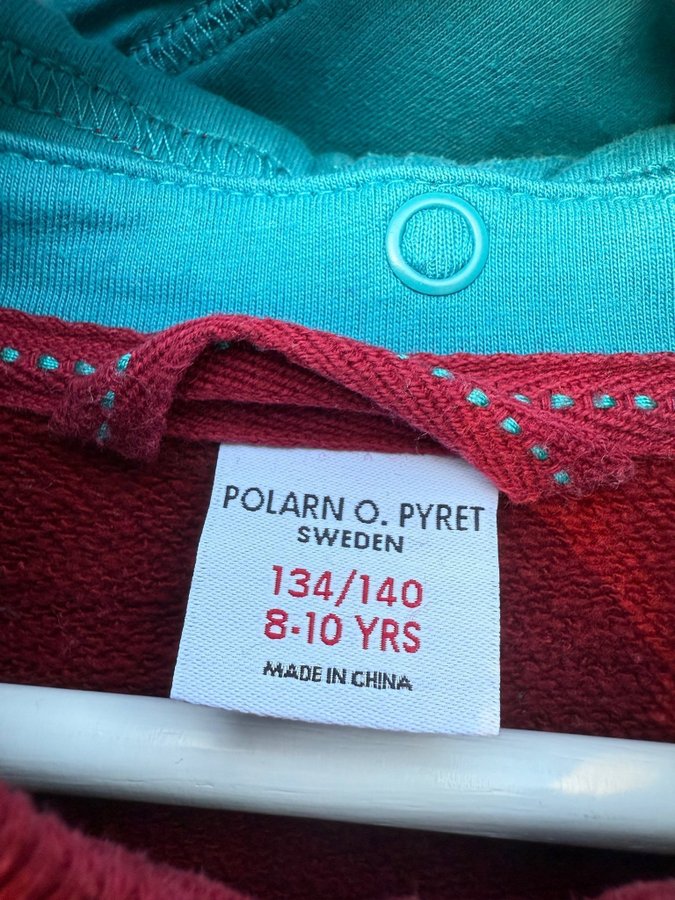 POLARN O. PYRET
SWEDEN
134/140
8-10 YRS
MADE IN CHINA